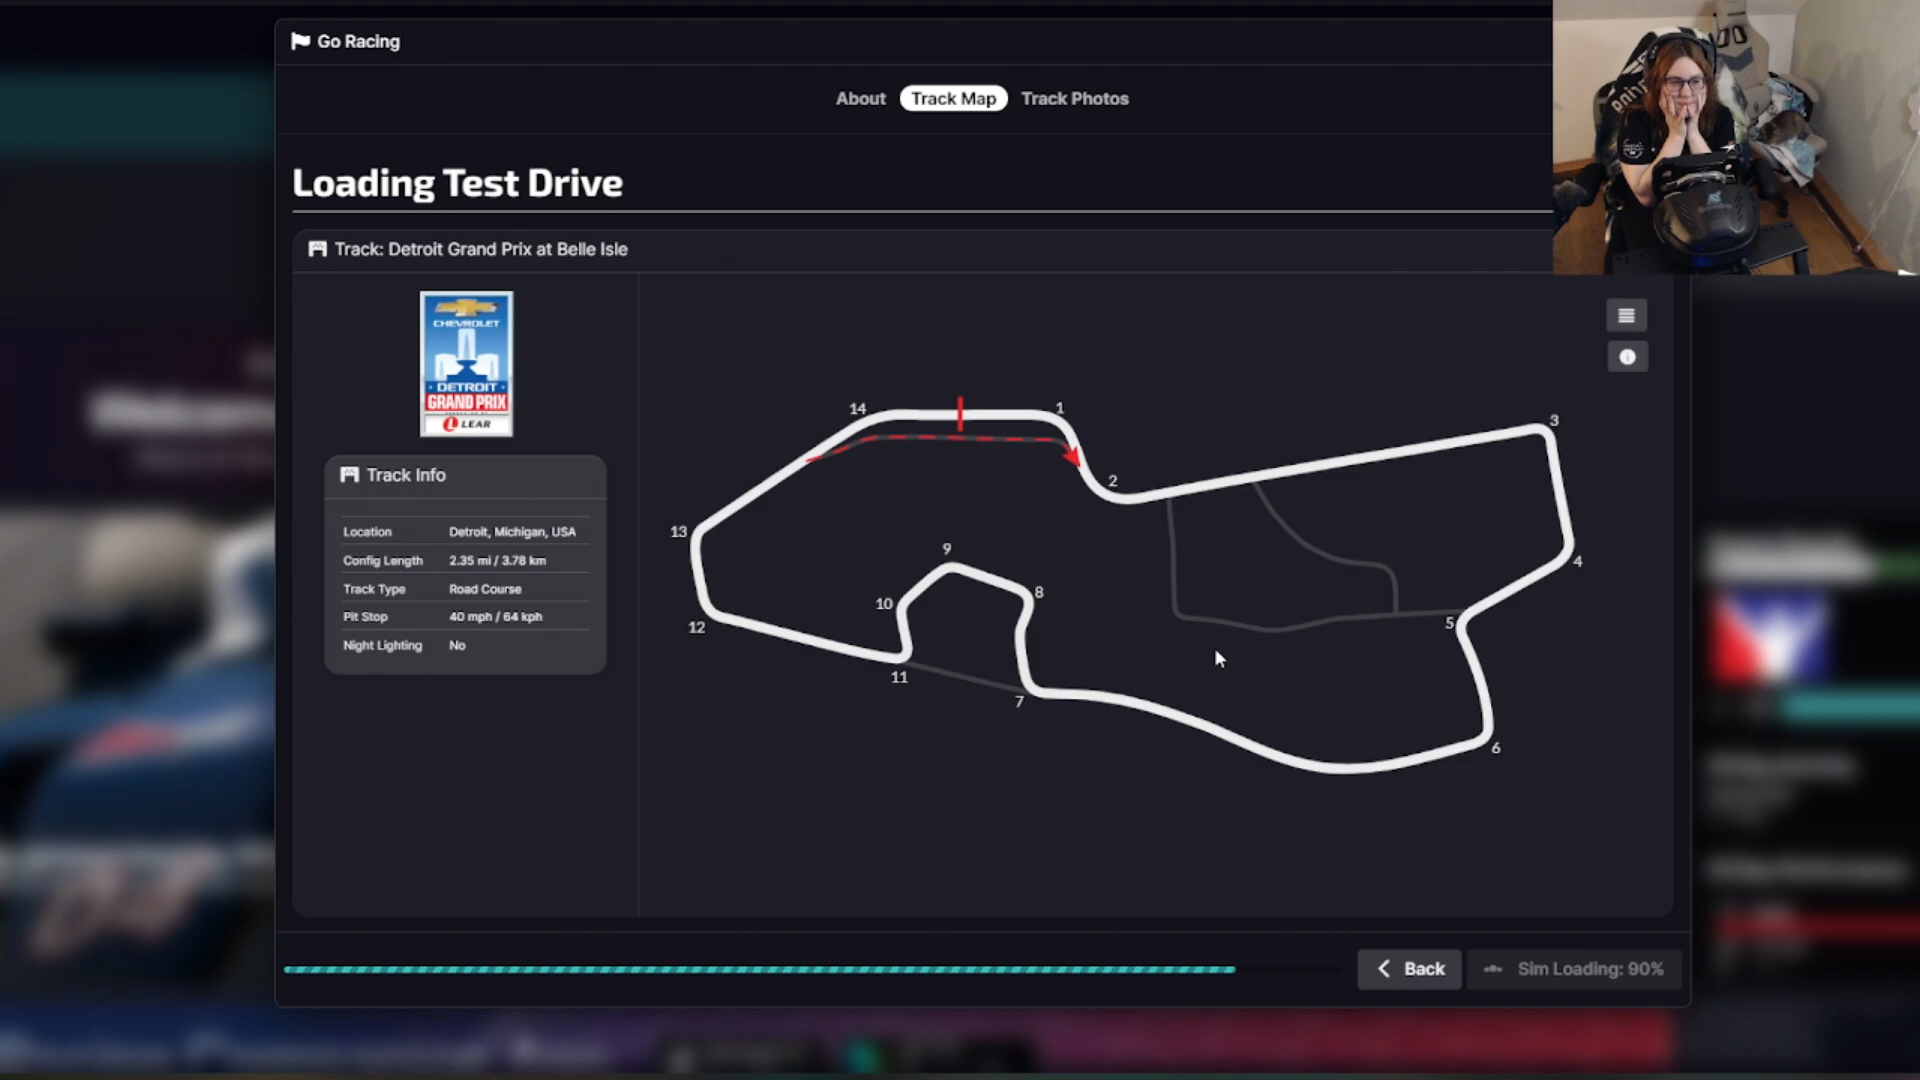 Go Racing
About Track Map Track Photos
Loading Test Drive
Track: Detroit Grand Prix at Belle Isle
CHEVROLET
DETROIT
GRAND PRIX
LEAR
Track Info
Location Detroit, Michigan, USA
Config Length 2.35 mi / 3.78 km
Track Type Road Course
Pit Stop 40 mph / 64 kph
Night Lighting No
14
1
3
2
13
9
4
8
10
5
12
11
7
6
Back
Sim Loading: 90%